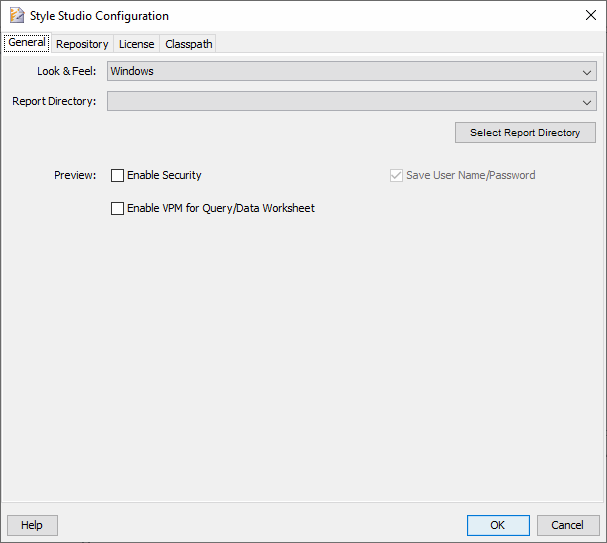 Style Studio Configuration
General Repository License Classpath
Look & Feel: Windows
Report Directory:
Select Report Directory
Preview: Enable Security Save User Name/Password
Enable VPM for Query/Data Worksheet
Help OK Cancel